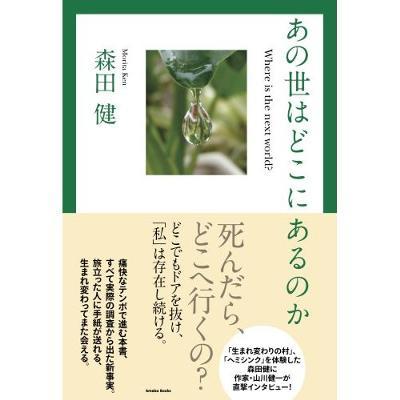 あの世はどこにあるのか
Where is the next world?
森田 健
Morita Ken
死んだら、
どこへ行くの？
どこでもドアを抜け、
「私」は存在し続ける。
痛快なテンポで進む本書、
すべて実際の調査から出た新事実。
旅立った人に手紙が送れる、
生まれ変わってまた会える。
「生まれ変わりの村」、
「ヘミシンク」を体験した
森田健に
作家・山川健一が
直撃インタビュー！